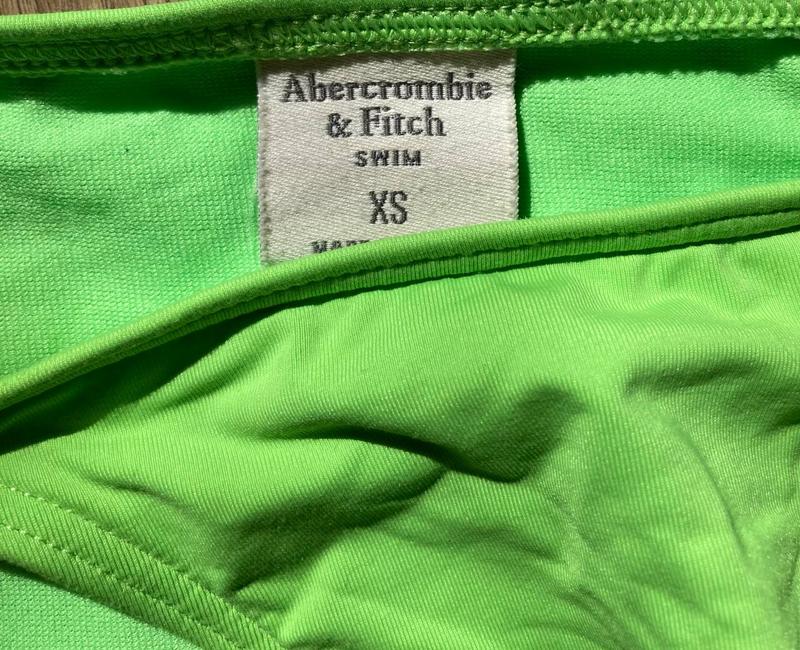 Abercrombie
& Fitch
SWIM
XS